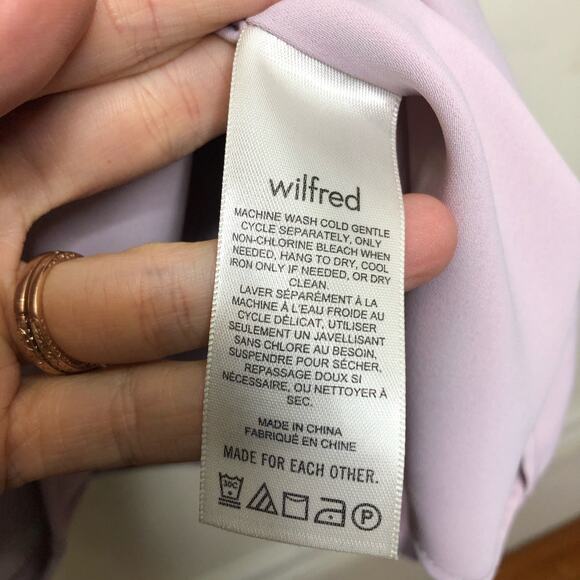 wilfred
MACHINE WASH COLD GENTLE
CYCLE SEPARATELY, ONLY
NON-CHLORINE BLEACH WHEN
NEEDED, HANG TO DRY, COOL
IRON ONLY IF NEEDED, OR DRY
CLEAN.
LAVER SÉPARÉMENT À LA
MACHINE À L'EAU FROIDE AU
CYCLE DÉLICAT, UTILISER
SEULEMENT UN JAVELLISANT
SANS CHLORE AU BESOIN,
SUSPENDRE POUR SÉCHER,
REPASSAGE DOUX SI
NÉCESSAIRE, OU NETTOYER À
SEC.
MADE IN CHINA
FABRIQUÉ EN CHINE
MADE FOR EACH OTHER.
30C P